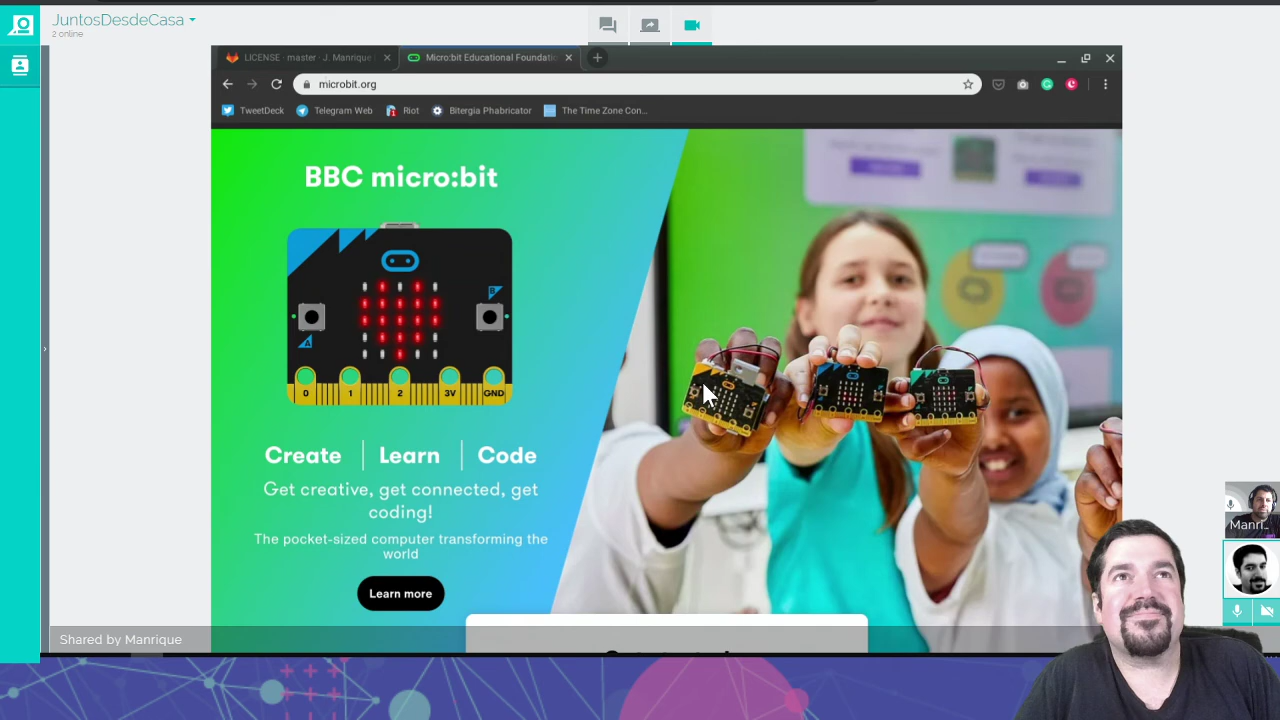 JuntosDesdeCasa
2 online
LICENSE · master · J. Manrique
Micro:bit Educational Foundatio
microbit.org
TweetDeck
Telegram Web
Riot
Bitergia Phabricator
The Time Zone Con...
BBC micro:bit
B
A
0 1 2 3V GND
Create Learn Code
Get creative, get connected, get
coding!
The pocket-sized computer transforming the
world
Learn more
Manri...
Shared by Manrique